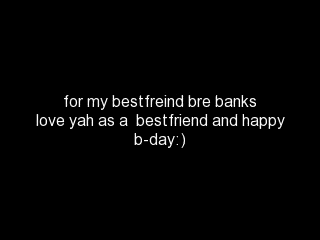 for my bestfreind bre banks
love yah as a  bestfriend and happy
b-day:)